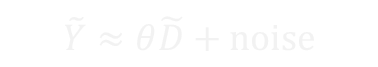 Ỹ ≈ θD̃ + noise